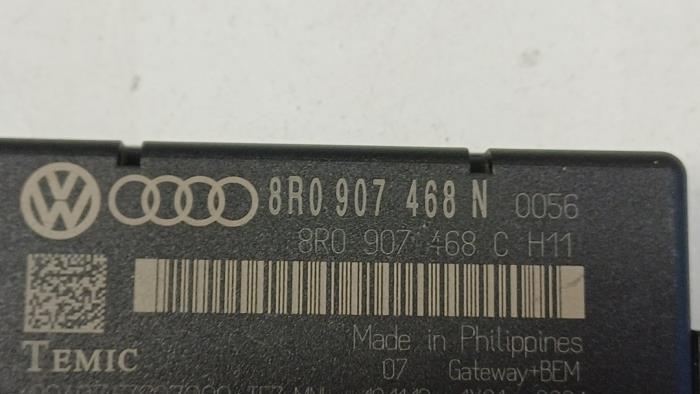 8R0 907 468 N 0056
8R0 907 468 C H11
Made in Philippines
TEMIC
07 Gateway+BEM